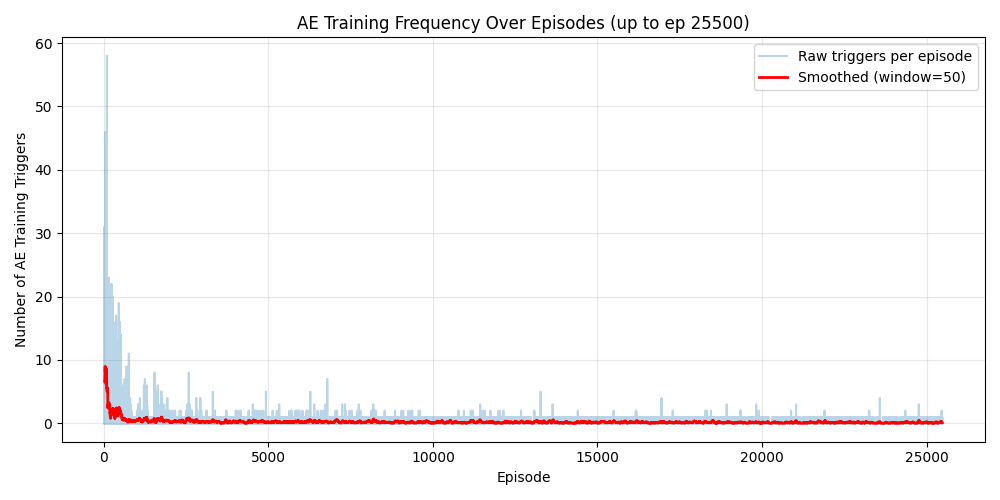 AE Training Frequency Over Episodes (up to ep 25500)
Raw triggers per episode
Smoothed (window=50)
Number of AE Training Triggers
60
50
40
30
20
10
0
0 5000 10000 15000 20000 25000
Episode